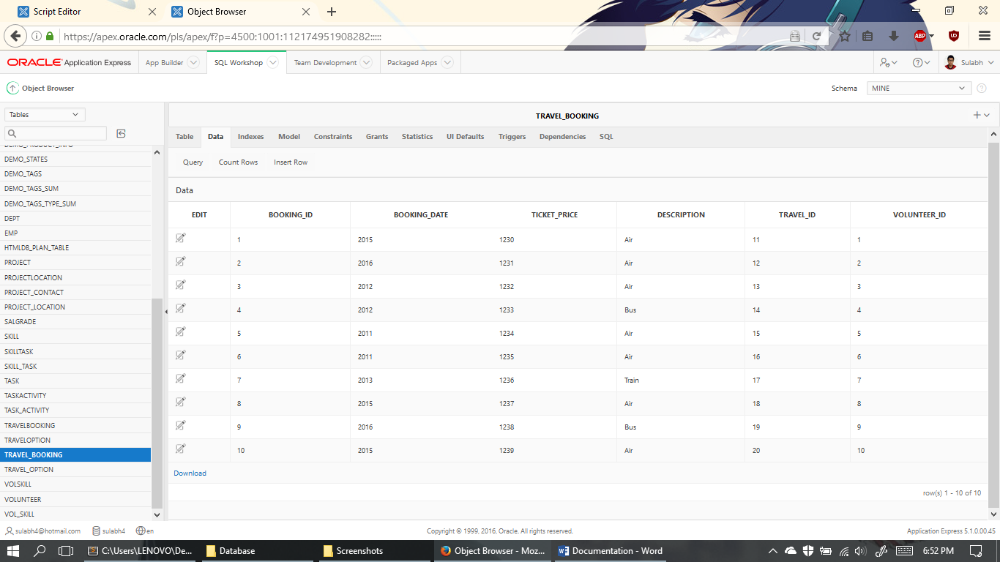 Script Editor
Object Browser
https://apex.oracle.com/pls/apex/f?p=4500:1001:112174951908282:::::
ABP
ORACLE Application Express
App Builder
SQL Workshop
Team Development
Packaged Apps
Sulabh
Object Browser
Schema
MINE
Tables
DEMO_PRODUCT_INFO
DEMO_STATES
DEMO_TAGS
DEMO_TAGS_SUM
DEMO_TAGS_TYPE_SUM
DEPT
EMP
HTMLDB_PLAN_TABLE
PROJECT
PROJECTLOCATION
PROJECT_CONTACT
PROJECT_LOCATION
SALGRADE
SKILL
SKILLTASK
SKILL_TASK
TASK
TASKACTIVITY
TASK_ACTIVITY
TRAVELBOOKING
TRAVELOPTION
TRAVEL_BOOKING
TRAVEL_OPTION
VOLSKILL
VOLUNTEER
VOL_SKILL
TRAVEL_BOOKING
Table Data Indexes Model Constraints Grants Statistics UI Defaults Triggers Dependencies SQL
Query Count Rows Insert Row
Data
EDIT BOOKING_ID BOOKING_DATE TICKET_PRICE DESCRIPTION TRAVEL_ID VOLUNTEER_ID
1 2015 1230 Air 11 1
2 2016 1231 Air 12 2
3 2012 1232 Air 13 3
4 2012 1233 Bus 14 4
5 2011 1234 Air 15 5
6 2011 1235 Air 16 6
7 2013 1236 Train 17 7
8 2015 1237 Air 18 8
9 2016 1238 Bus 19 9
10 2015 1239 Air 20 10
Download
row(s) 1 - 10 of 10
sulabh4@hotmail.com sulabh4 en
Copyright © 1999, 2016, Oracle. All rights reserved.
Application Express 5.1.0.00.45
C:\Users\LENOVO\De...
Database
Screenshots
Object Browser - Moz...
Documentation - Word
6:52 PM